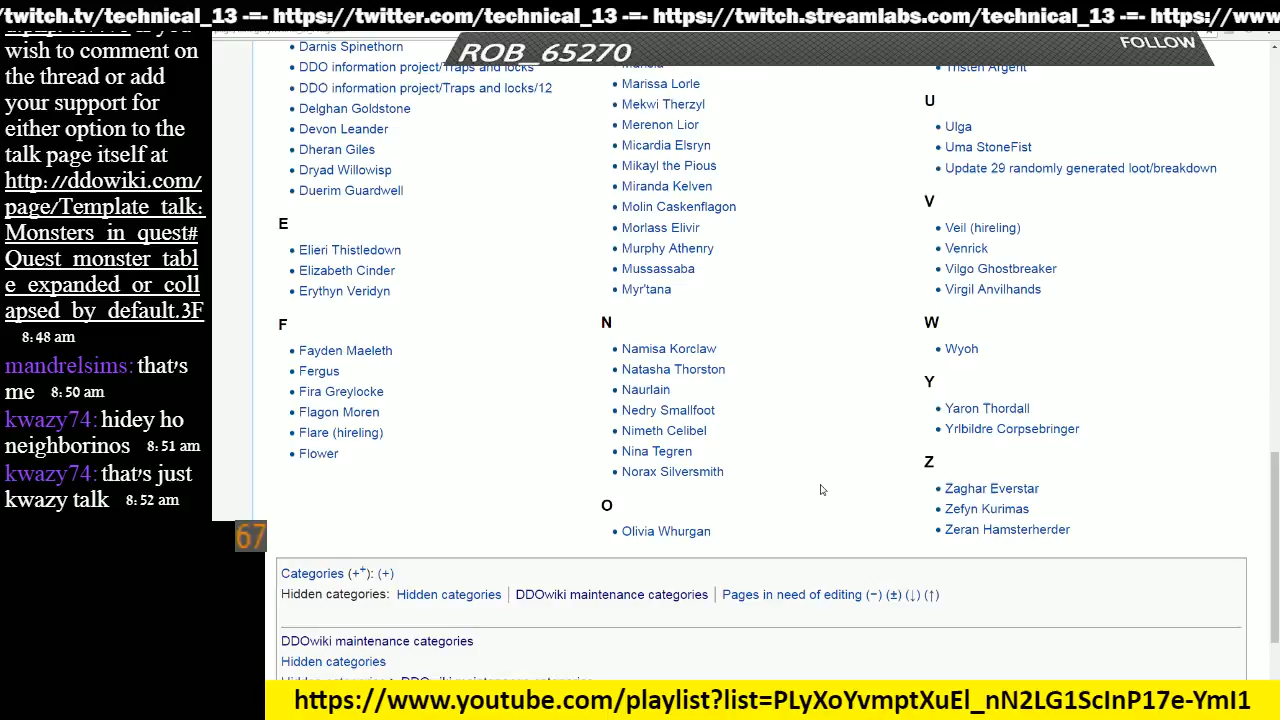 /twitch.tv/technical_13 -=- https://twitter.com/technical_13 -=- https://twitch.streamlabs.com/technical_13 -=- https://www
ROB_65270
FOLLOW
you
wish to comment on
the thread or add
your support for
either option to the
talk page itself at
http://ddowiki.com/
page/Template_talk:
Monsters_in_quest#
Quest_monster_tabl
e_expanded_or_coll
apsed_by_default.3F
8:48 am
mandrelsims: that's
me 8:50 am
kwazy74: hidey ho
neighborinos 8:51 am
kwazy74: that's just
kwazy talk 8:52 am
67
Darnis Spinethorn
DDO information project/Traps and locks
DDO information project/Traps and locks/12
Delghan Goldstone
Devon Leander
Dheran Giles
Dryad Willowisp
Duerim Guardwell
E
Elieri Thistledown
Elizabeth Cinder
Erythyn Veridyn
F
Fayden Maeleth
Fergus
Fira Greylocke
Flagon Moren
Flare (hireling)
Flower
Marissa Lorle
Mekwi Therzyl
Merenon Lior
Micardia Elsryn
Mikayl the Pious
Miranda Kelven
Molin Caskenflagon
Morlass Elivir
Murphy Athenry
Mussassaba
Myr'tana
N
Namisa Korclaw
Natasha Thorston
Naurlain
Nedry Smallfoot
Nimeth Celibel
Nina Tegren
Norax Silversmith
O
Olivia Whurgan
Tristen Argent
U
Ulga
Uma StoneFist
Update 29 randomly generated loot/breakdown
V
Veil (hireling)
Venrick
Vilgo Ghostbreaker
Virgil Anvilhands
W
Wyoh
Y
Yaron Thordall
Yrlbildre Corpsebringer
Z
Zaghar Everstar
Zefyn Kurimas
Zeran Hamsterherder
Categories (+⁺): (+)
Hidden categories: Hidden categories | DDOwiki maintenance categories | Pages in need of editing (−) (±) (↓) (↑)
DDOwiki maintenance categories
Hidden categories
https://www.youtube.com/playlist?list=PLyXoYvmptXuEl_nN2LG1ScInP17e-YmI1